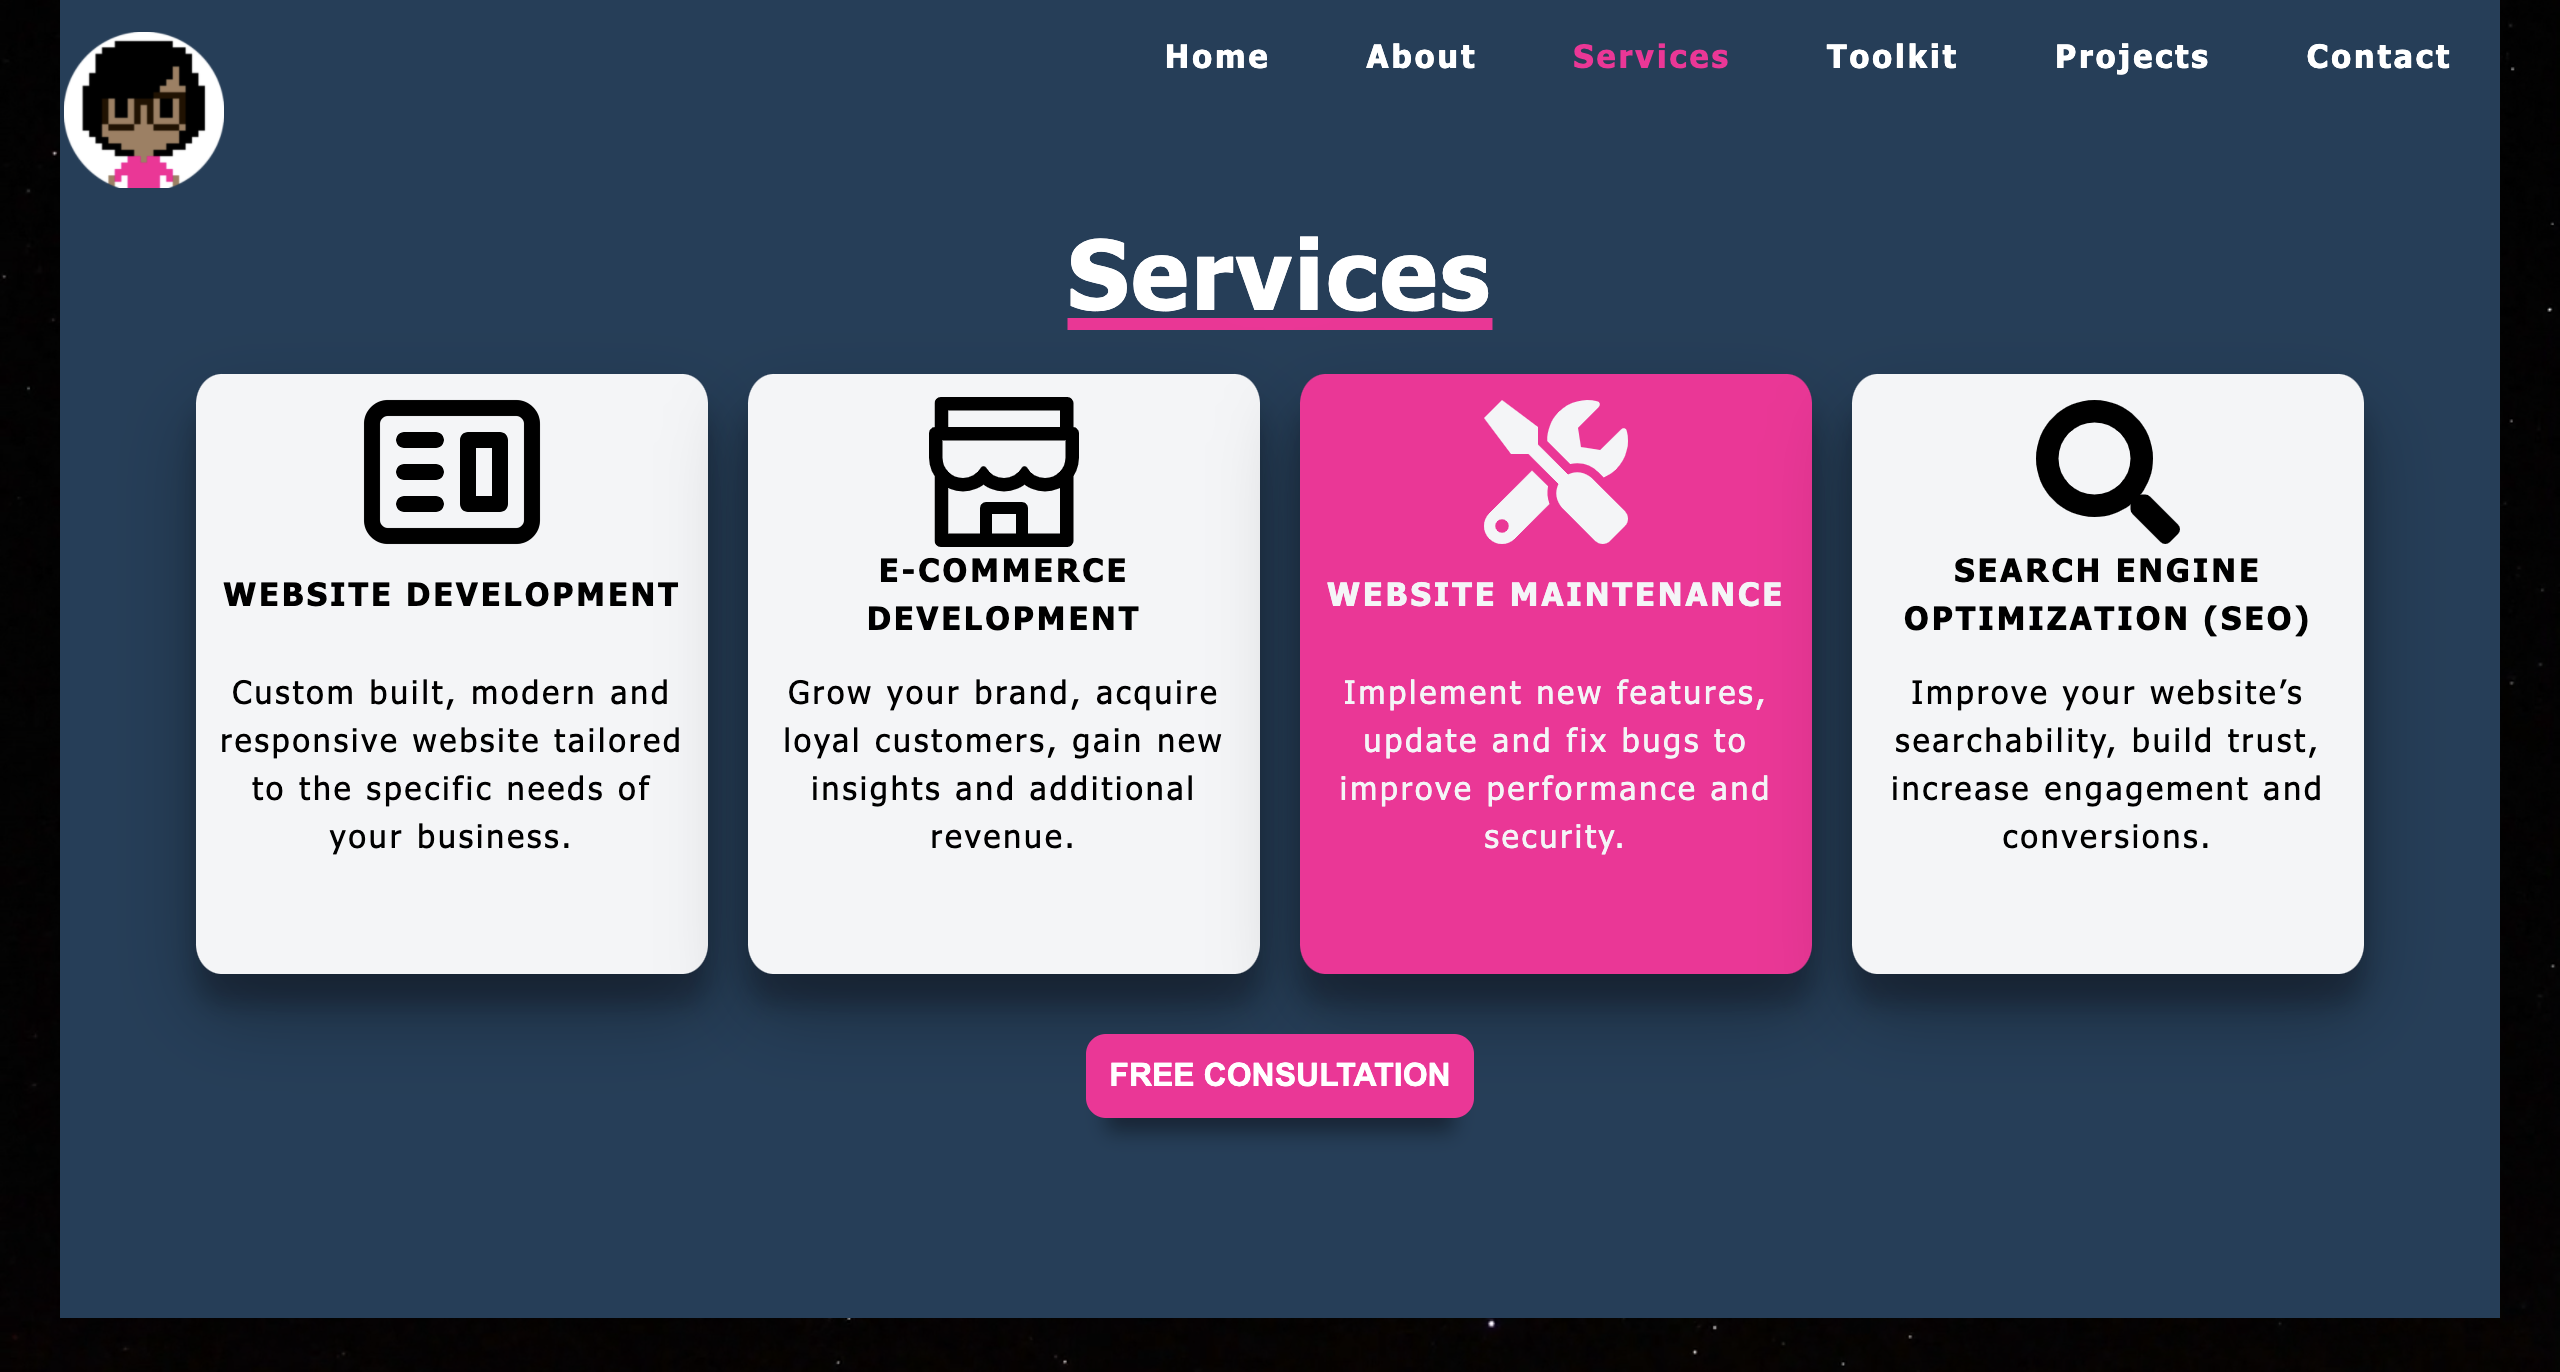 Home About Services Toolkit Projects Contact
Services
WEBSITE DEVELOPMENT
Custom built, modern and
responsive website tailored
to the specific needs of
your business.
E-COMMERCE
DEVELOPMENT
Grow your brand, acquire
loyal customers, gain new
insights and additional
revenue.
WEBSITE MAINTENANCE
Implement new features,
update and fix bugs to
improve performance and
security.
SEARCH ENGINE
OPTIMIZATION (SEO)
Improve your website’s
searchability, build trust,
increase engagement and
conversions.
FREE CONSULTATION